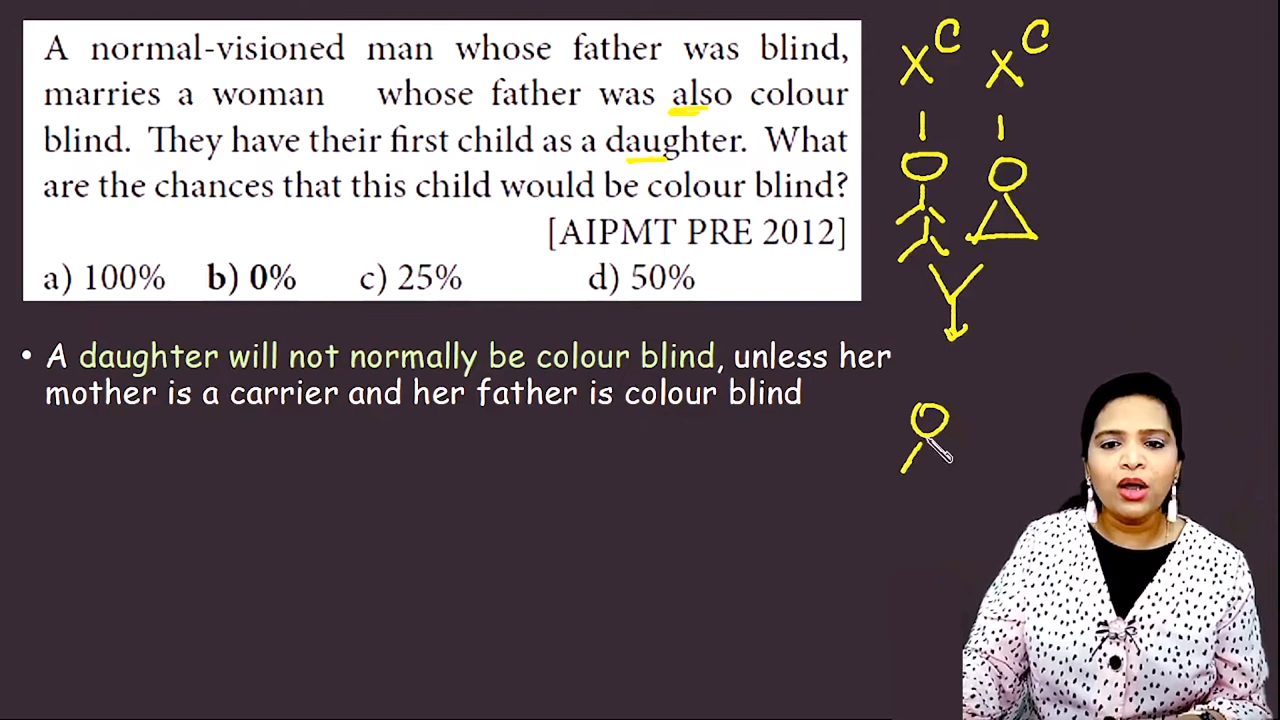 A normal-visioned man whose father was blind,
marries a woman whose father was also colour
blind. They have their first child as a daughter. What
are the chances that this child would be colour blind?
[AIPMT PRE 2012]
a) 100% b) 0% c) 25% d) 50%
• A daughter will not normally be colour blind, unless her
mother is a carrier and her father is colour blind
X^C X^C